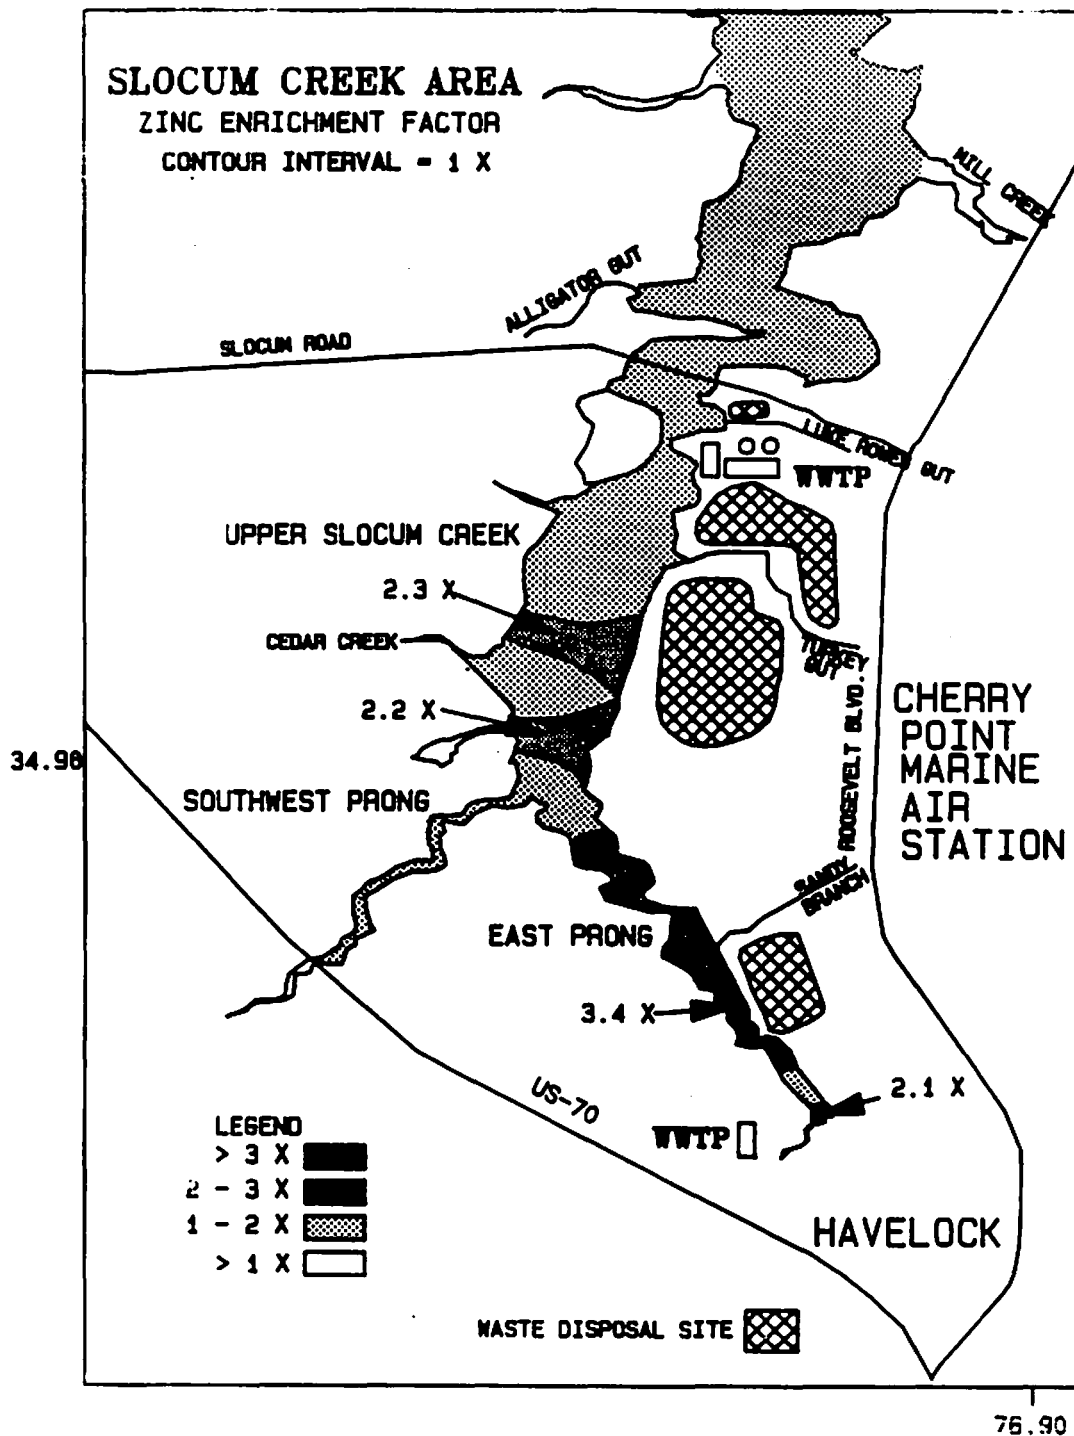 SLOCUM CREEK AREA
ZINC ENRICHMENT FACTOR
CONTOUR INTERVAL = 1 X
MILL CREEK
ALLIGATOR GUT
SLOCUM ROAD
LUKE ROWES GUT
WWTP
UPPER SLOCUM CREEK
2.3 X
CEDAR CREEK
TURKEY
GUT
2.2 X
ROOSEVELT BLVD.
CHERRY
POINT
MARINE
AIR
STATION
34.90
SOUTHWEST PRONG
SANDY
BRANCH
EAST PRONG
3.4 X
2.1 X
US-70
WWTP
LEGEND
> 3 X
2 - 3 X
1 - 2 X
> 1 X
HAVELOCK
WASTE DISPOSAL SITE
76.90